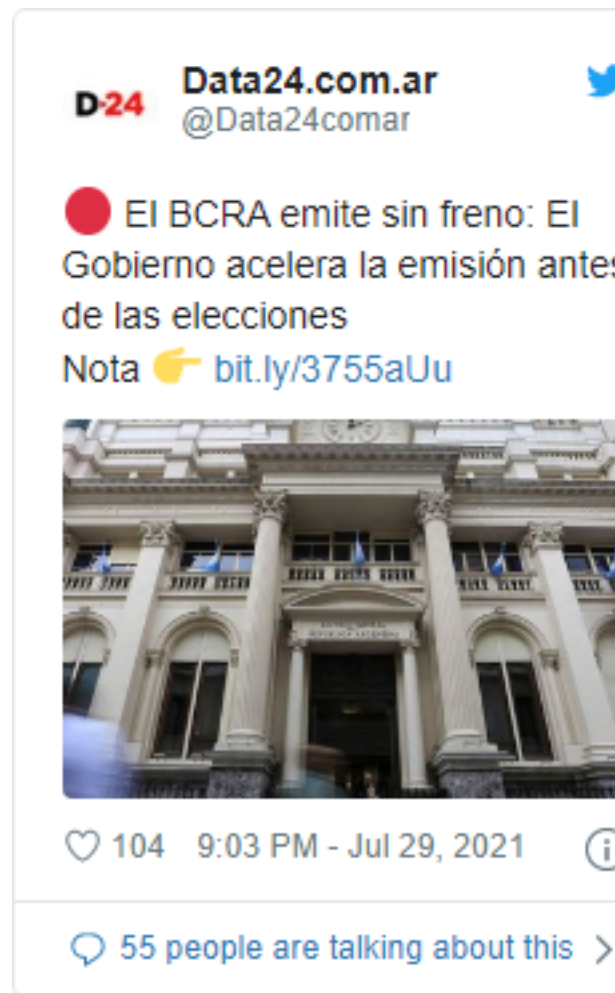 D-24
Data24.com.ar
@Data24comar
El BCRA emite sin freno: El
Gobierno acelera la emisión antes
de las elecciones
Nota 👉 bit.ly/3755aUu
104 9:03 PM - Jul 29, 2021
55 people are talking about this